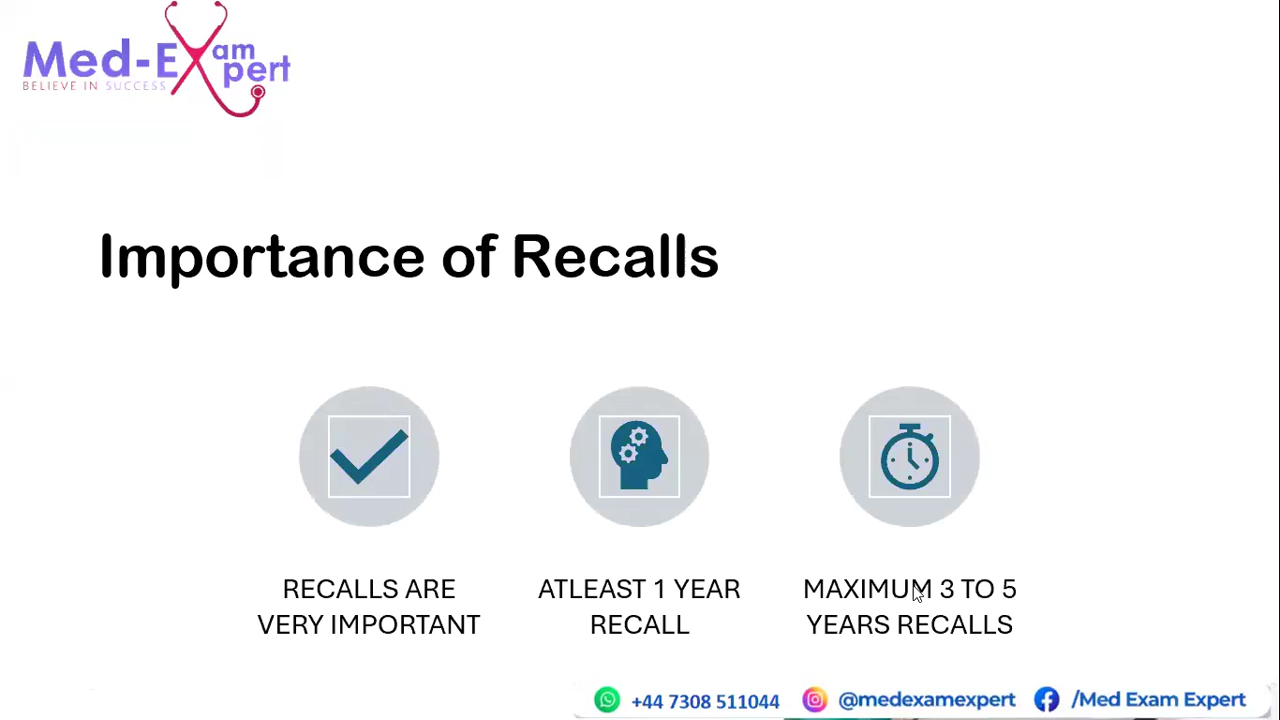 Med-Exam
Expert
BELIEVE IN SUCCESS
Importance of Recalls
RECALLS ARE
VERY IMPORTANT
ATLEAST 1 YEAR
RECALL
MAXIMUM 3 TO 5
YEARS RECALLS
+44 7308 511044 @medexamexpert /Med Exam Expert